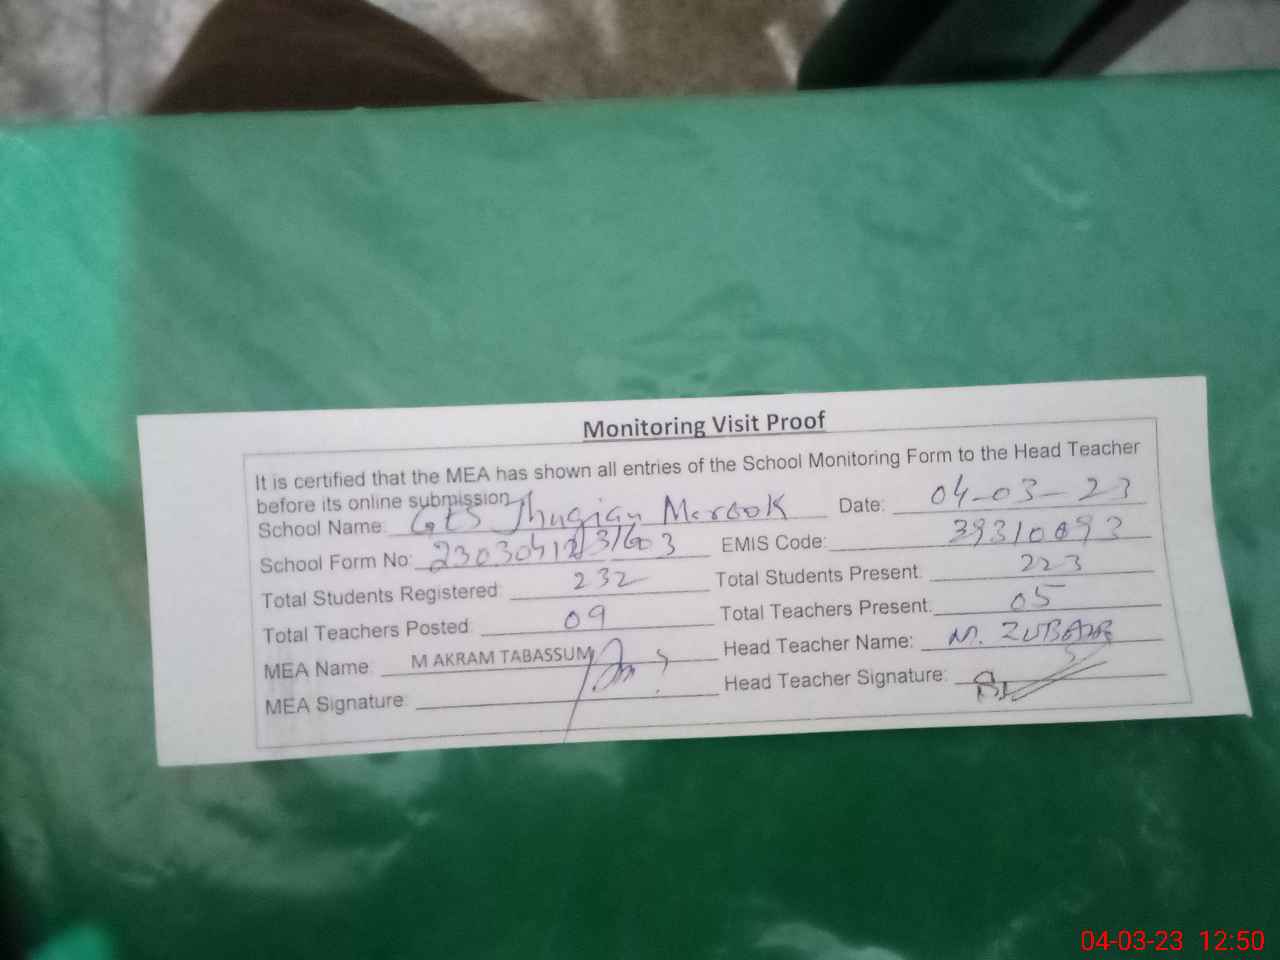 Monitoring Visit Proof
It is certified that the MEA has shown all entries of the School Monitoring Form to the Head Teacher
before its online submission
School Name: Jhugian Date: 04-03-23
School Form No: EMIS Code: 39310093
Total Students Registered: 232 Total Students Present: 223
Total Teachers Posted: 09 Total Teachers Present: 05
MEA Name: M AKRAM TABASSUM Head Teacher Name: M. ZUBAIR
MEA Signature: Head Teacher Signature:
04-03-23 12:50